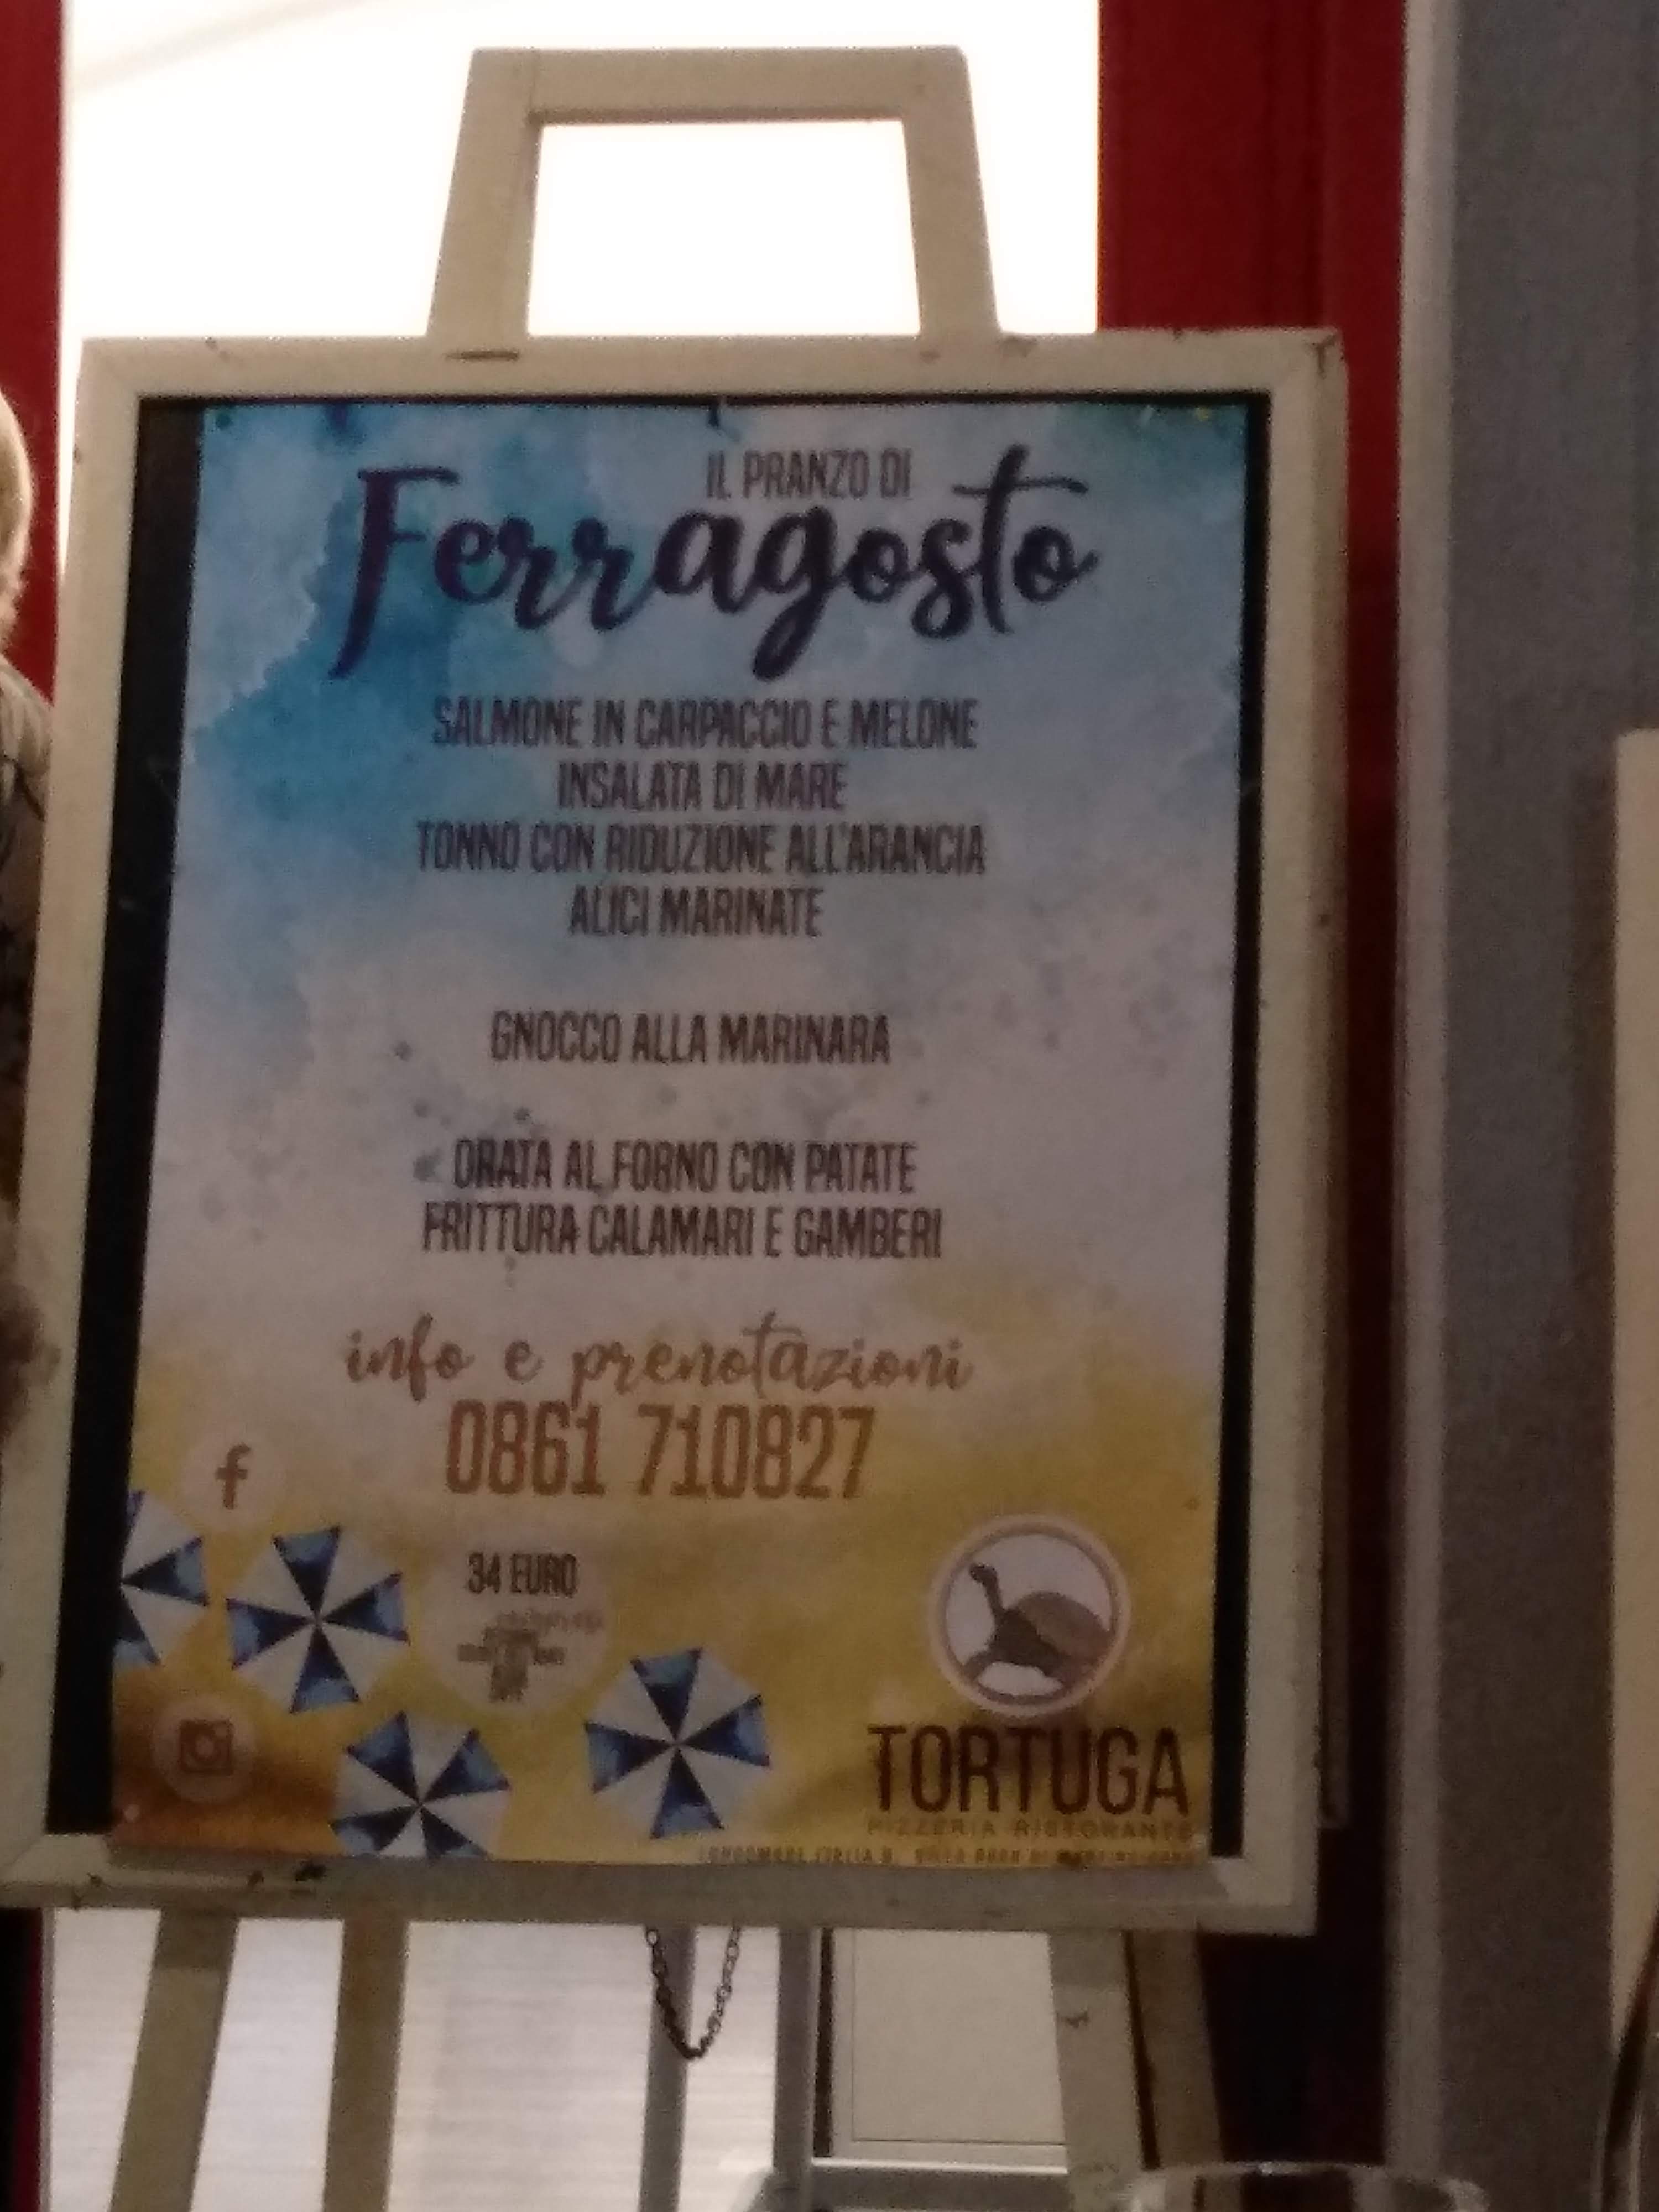 IL PRANZO DI
Ferragosto
SALMONE IN CARPACCIO E MELONE
INSALATA DI MARE
TONNO CON RIDUZIONE ALL'ARANCIA
ALICI MARINATE
GNOCCO ALLA MARINARA
ORATA AL FORNO CON PATATE
FRITTURA CALAMARI E GAMBERI
info e prenotazioni
0861 710827
f
34 EURO
TORTUGA
PIZZERIA RISTORANTE